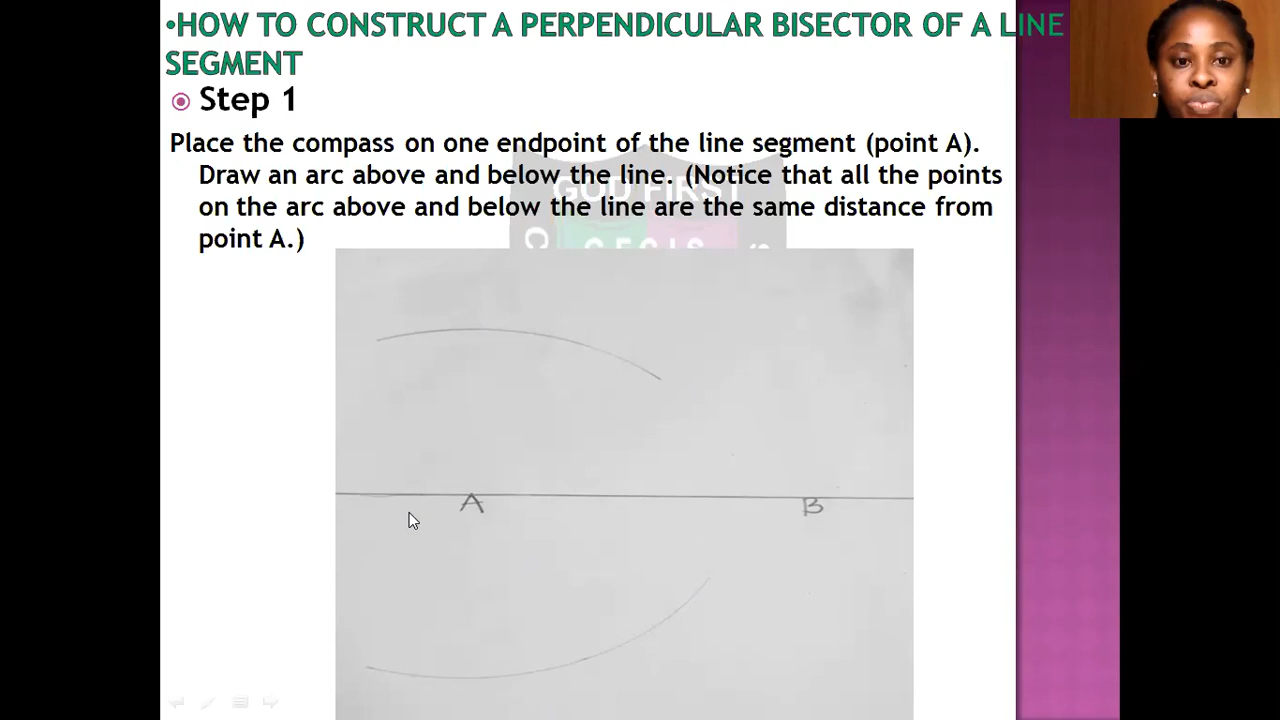 •HOW TO CONSTRUCT A PERPENDICULAR BISECTOR OF A LINE
SEGMENT
Step 1
Place the compass on one endpoint of the line segment (point A).
Draw an arc above and below the line. (Notice that all the points
on the arc above and below the line are the same distance from
point A.)
GOD FIRST
A B